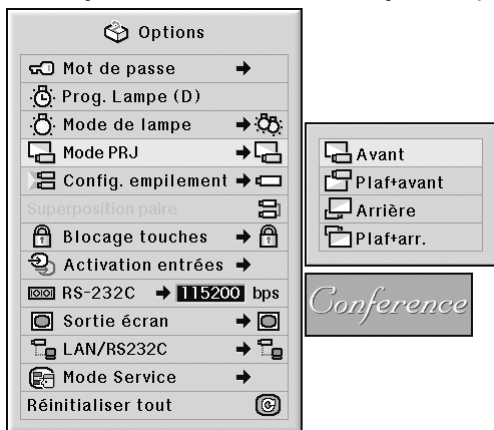 Options
Mot de passe
Prog. Lampe (D)
Mode de lampe
Mode PRJ
Config. empilement
Superposition paire
Blocage touches
Activation entrées
RS-232C 115200 bps
Sortie écran
LAN/RS232C
Mode Service
Réinitialiser tout
Avant
Plaf+avant
Arrière
Plaf+arr.
Conference